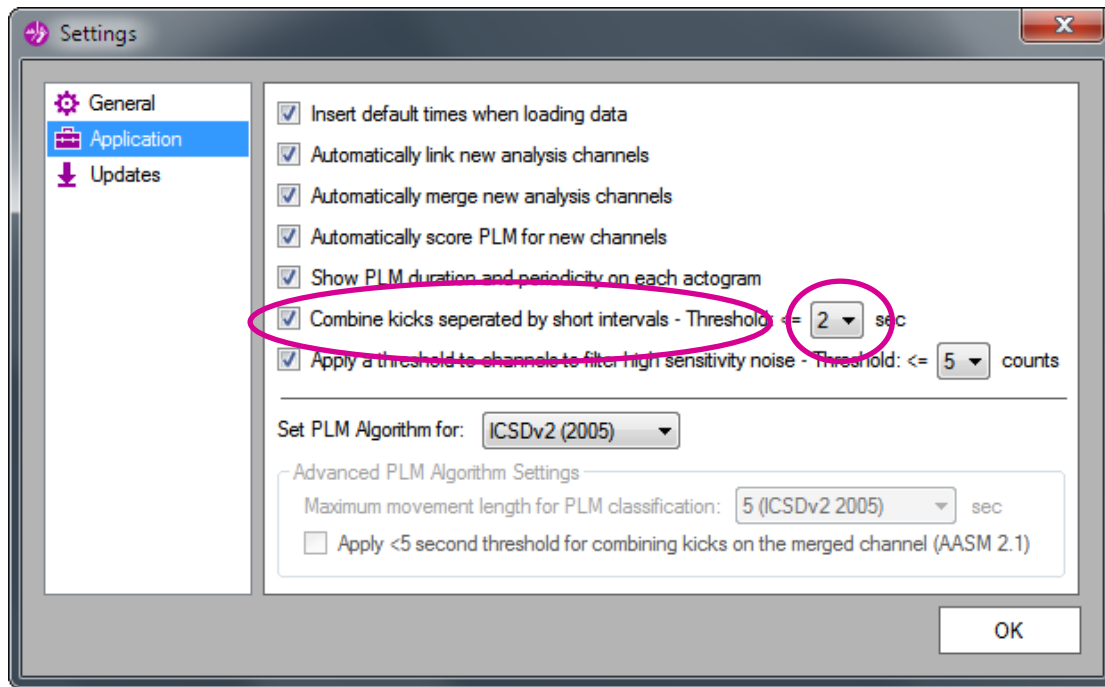 Settings
General
Application
Updates
Insert default times when loading data
Automatically link new analysis channels
Automatically merge new analysis channels
Automatically score PLM for new channels
Show PLM duration and periodicity on each actogram
Combine kicks seperated by short intervals - Threshold: <= 2 sec
Apply a threshold to channels to filter high sensitivity noise - Threshold: <= 5 counts
Set PLM Algorithm for: ICSDv2 (2005)
Advanced PLM Algorithm Settings
Maximum movement length for PLM classification: 5 (ICSDv2 2005) sec
Apply <5 second threshold for combining kicks on the merged channel (AASM 2.1)
OK